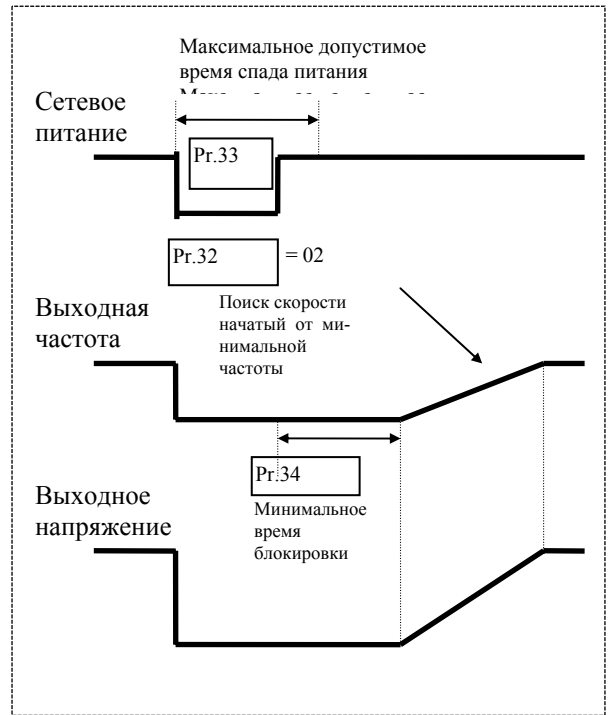 Максимальное допустимое
время спада питания
Сетевое
питание
Pr.33
Pr.32
= 02
Поиск скорости
начатый от ми-
нимальной
частоты
Выходная
частота
Pr.34
Минимальное
время
блокировки
Выходное
напряжение